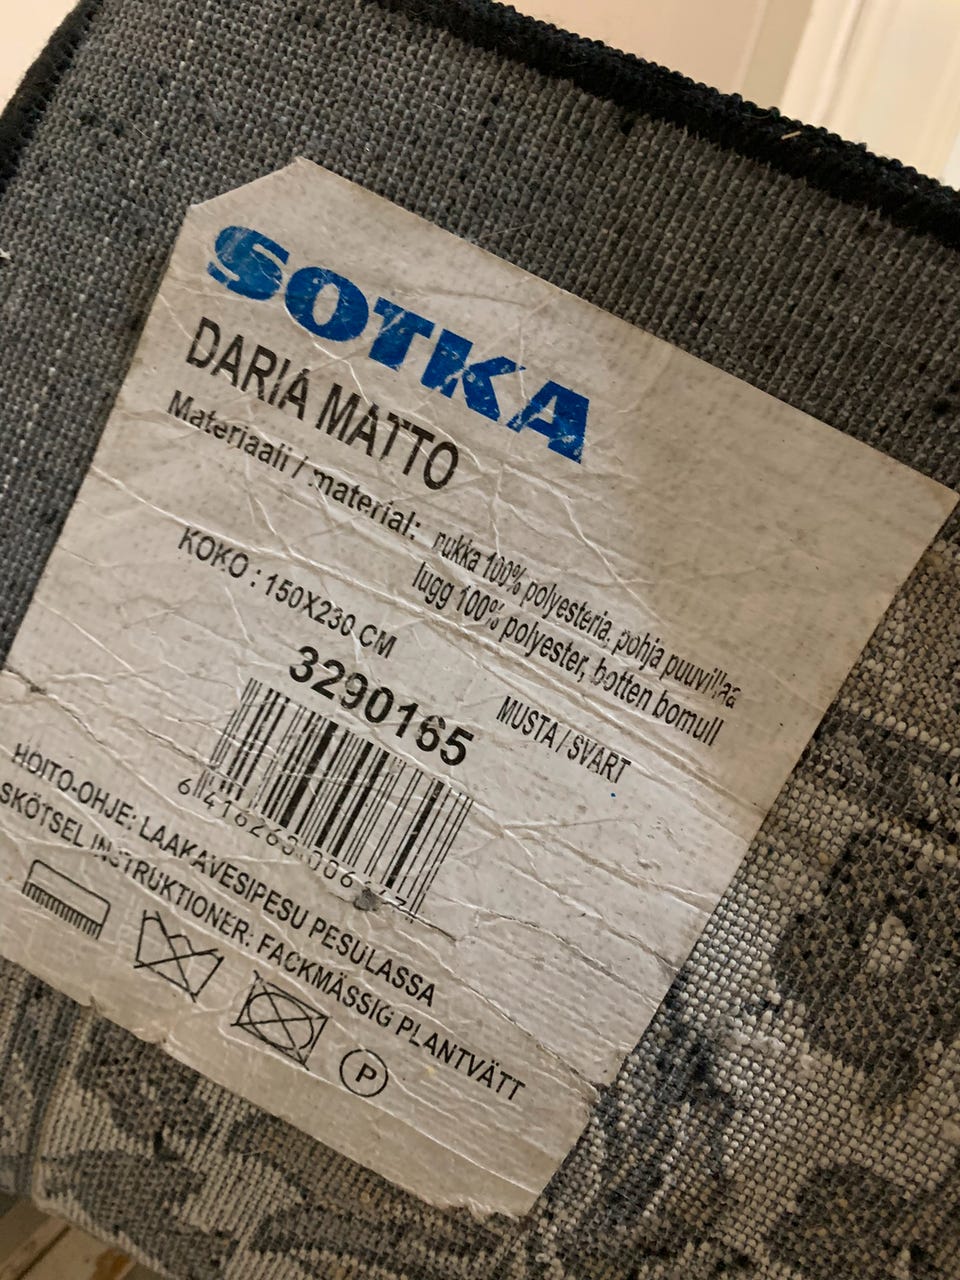 SOTKA
DARIA MATTO
Materiaali / material: nukka 100% polyesteria, pohja puuvillaa
lugg 100% polyester, botten bomull
KOKO : 150X230 CM
MUSTA / SVART
3290165
HOITO-OHJE: LAAKAVESIPESU PESULASSA
SKÖTSEL INSTRUKTIONER: FACKMÄSSIG PLANTVÄTT
P